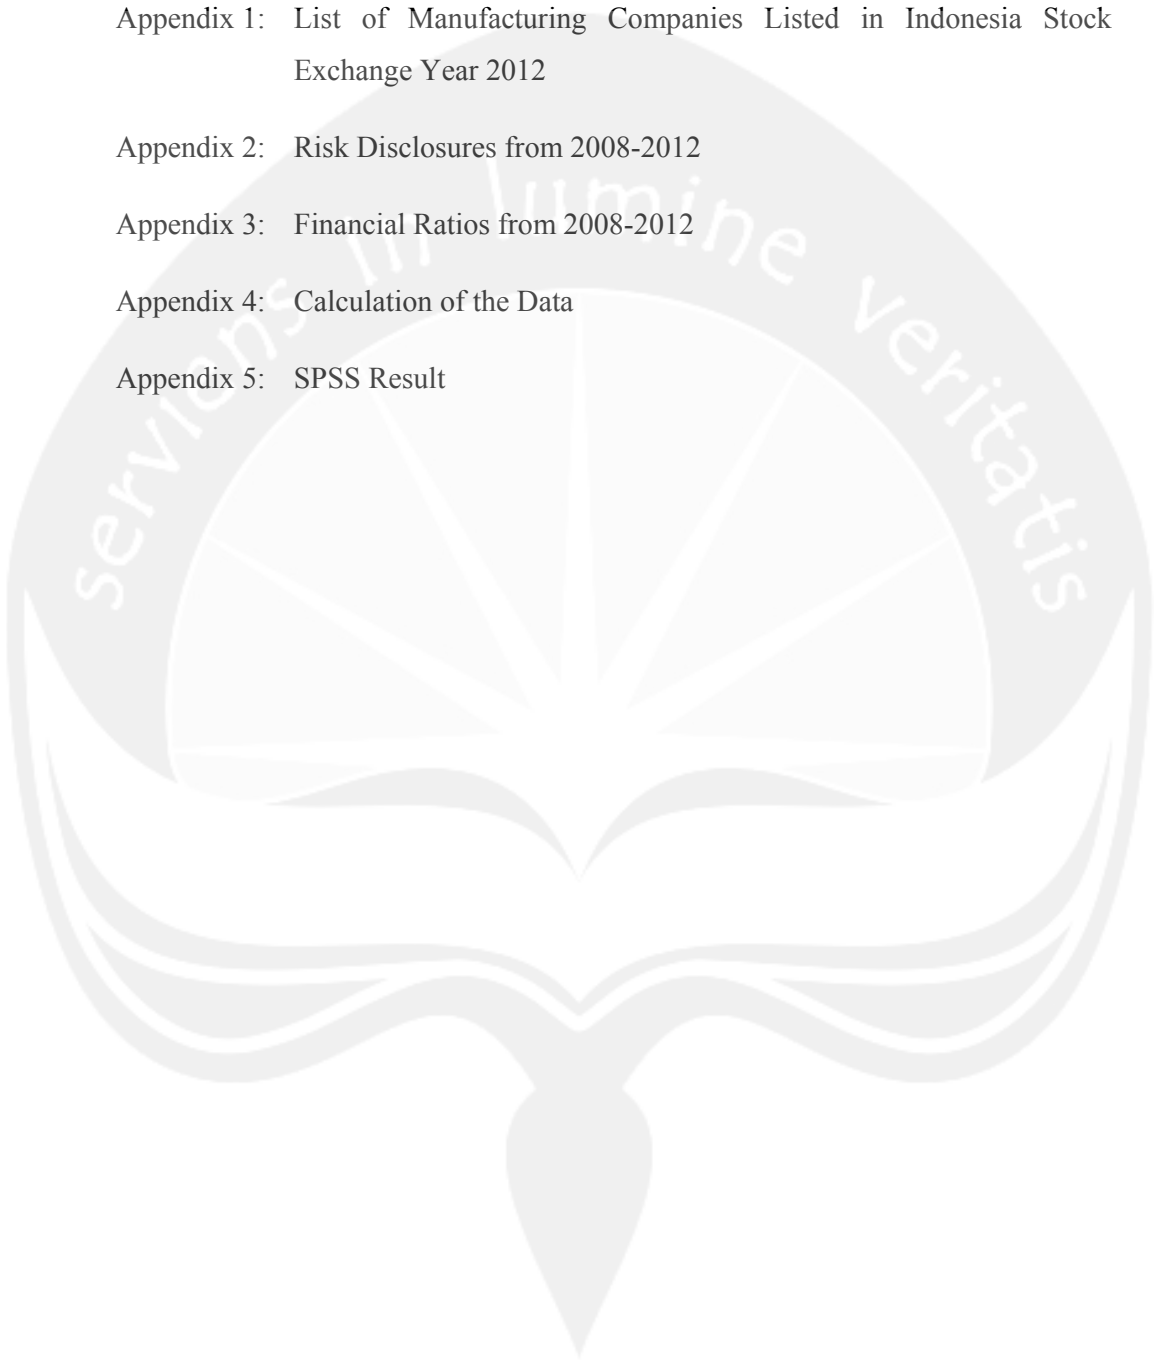 Appendix 1: List of Manufacturing Companies Listed in Indonesia Stock
Exchange Year 2012
Appendix 2: Risk Disclosures from 2008-2012
Appendix 3: Financial Ratios from 2008-2012
Appendix 4: Calculation of the Data
Appendix 5: SPSS Result
serviens in lumine veritatis